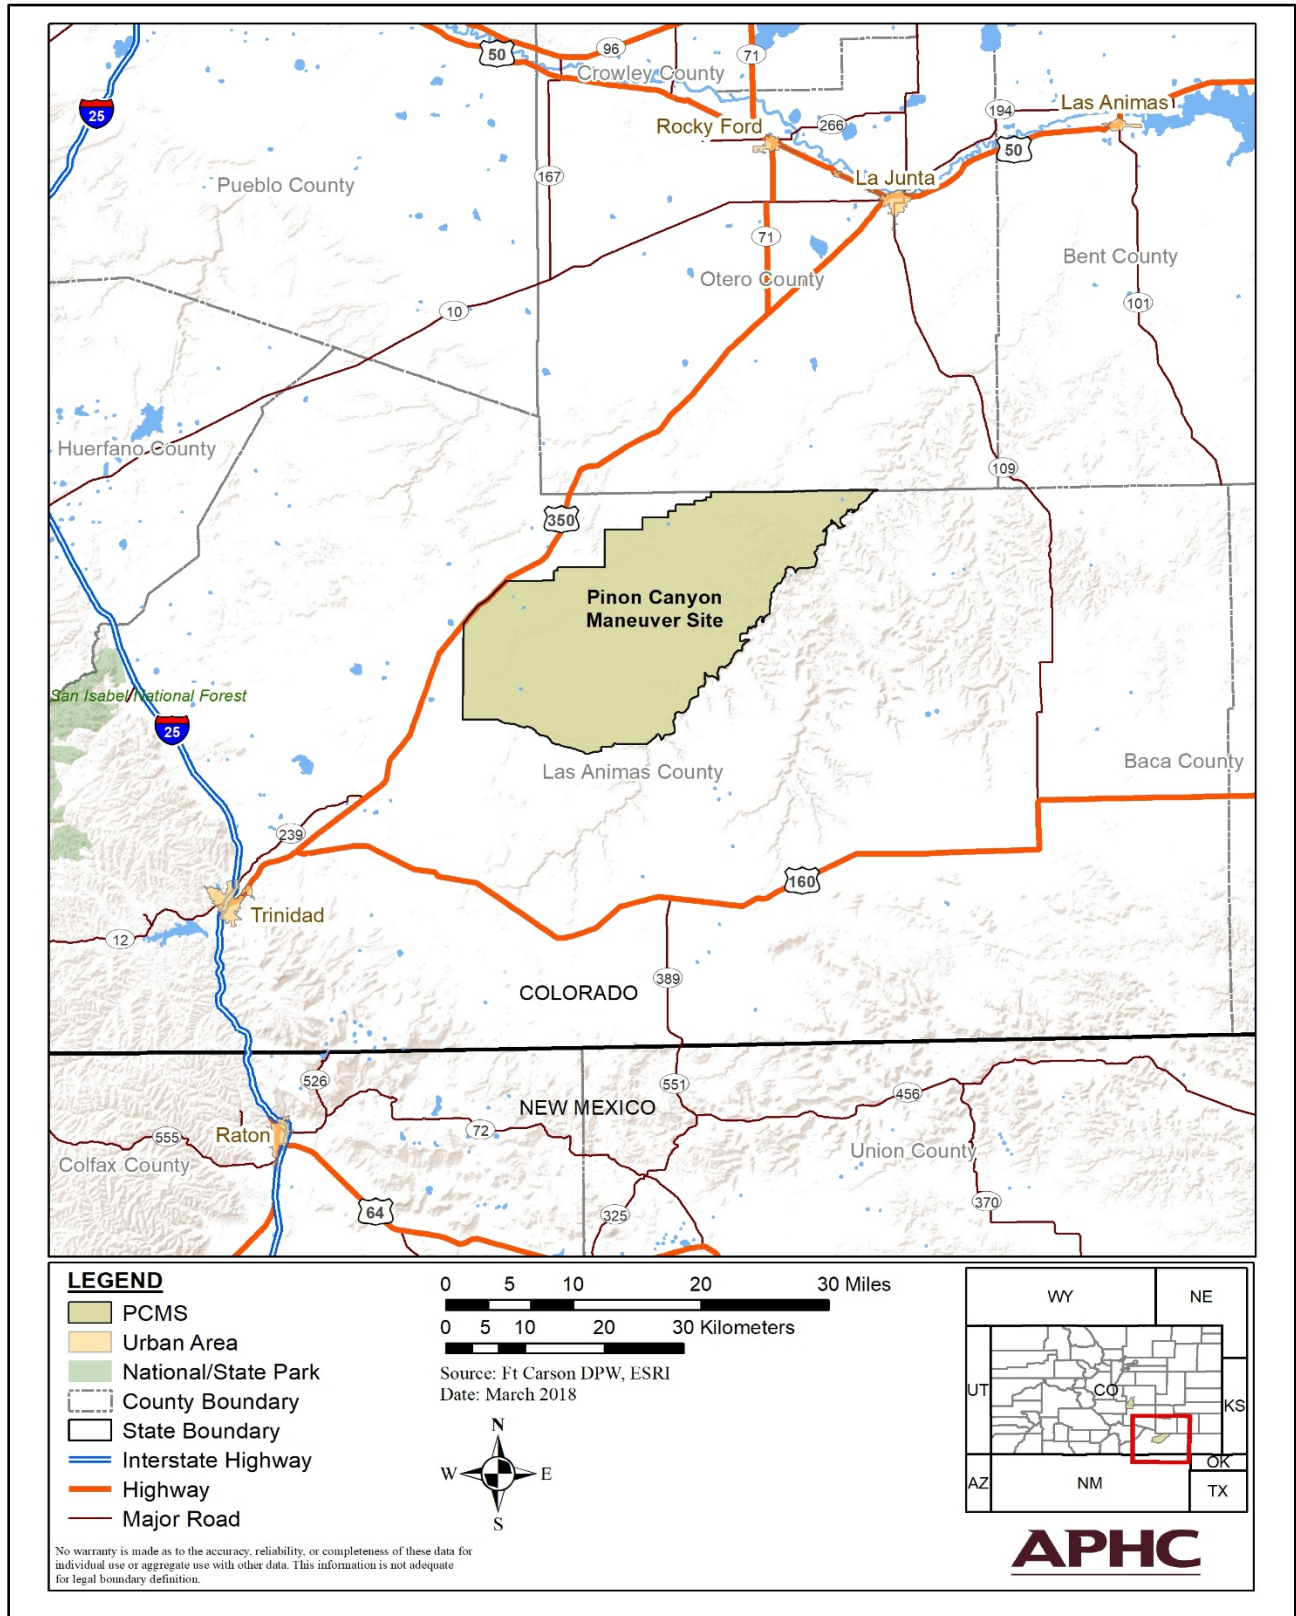 50
96
71
Crowley County
25
194
Las Animas
Rocky Ford
266
50
167
La Junta
Pueblo County
71
Bent County
Otero County
101
10
Huerfano County
109
350
Pinon Canyon
Maneuver Site
San Isabel National Forest
25
Las Animas County
Baca County
239
160
Trinidad
12
389
COLORADO
526
551
456
NEW MEXICO
72
Raton
555
Union County
Colfax County
370
64
325
LEGEND
PCMS
Urban Area
National/State Park
County Boundary
State Boundary
Interstate Highway
Highway
Major Road
No warranty is made as to the accuracy, reliability, or completeness of these data for
individual use or aggregate use with other data. This information is not adequate
for legal boundary definition.
0 5 10 20 30 Miles
0 5 10 20 30 Kilometers
Source: Ft Carson DPW, ESRI
Date: March 2018
N
W E
S
WY NE
UT CO KS
OK
AZ NM TX
APHC